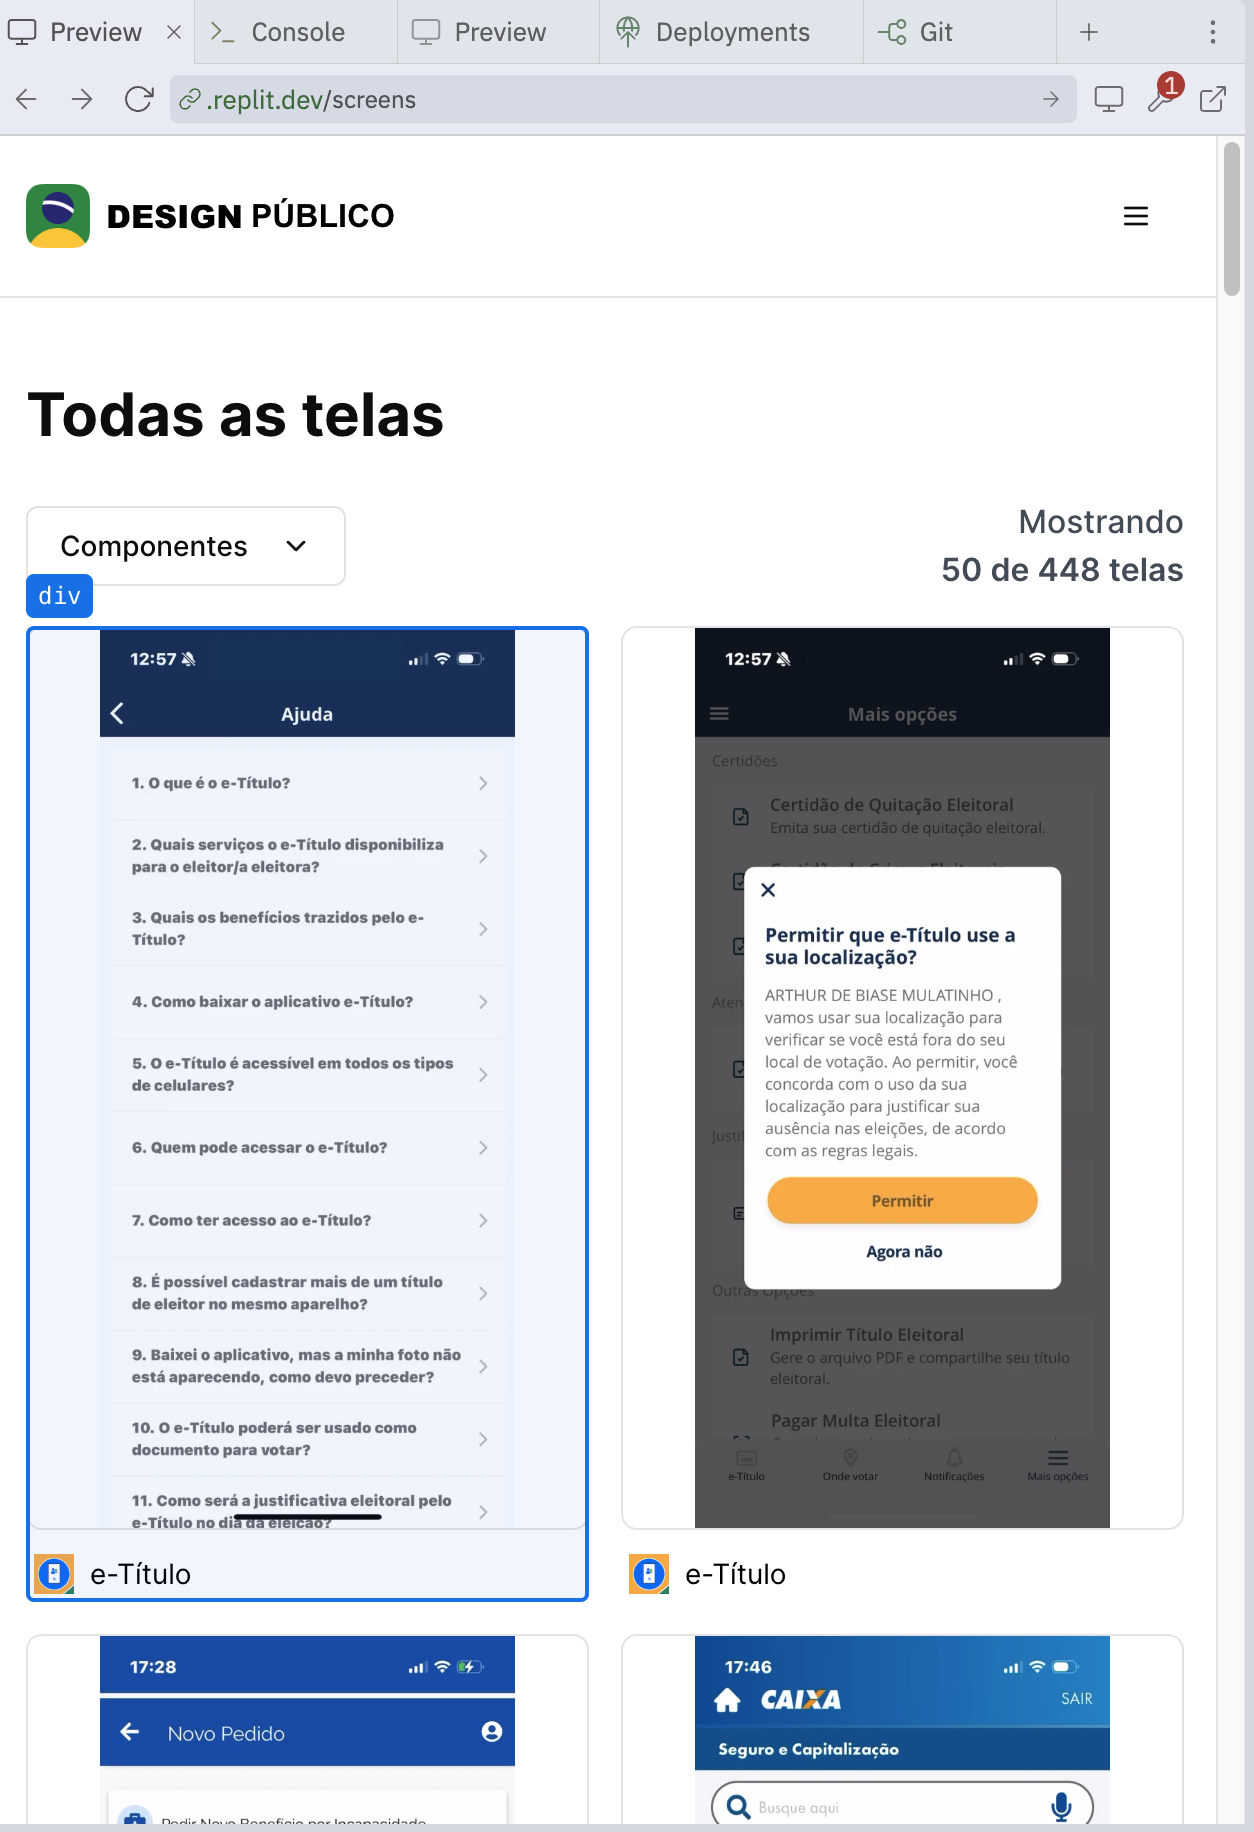 Preview
Console
Preview
Deployments
Git
.replit.dev/screens
1
DESIGN PÚBLICO
Todas as telas
Componentes
Mostrando
50 de 448 telas
div
12:57
Ajuda
1. O que é o e-Título?
2. Quais serviços o e-Título disponibiliza
para o eleitor/a eleitora?
3. Quais os benefícios trazidos pelo e-
Título?
4. Como baixar o aplicativo e-Título?
5. O e-Título é acessível em todos os tipos
de celulares?
6. Quem pode acessar o e-Título?
7. Como ter acesso ao e-Título?
8. É possível cadastrar mais de um título
de eleitor no mesmo aparelho?
9. Baixei o aplicativo, mas a minha foto não
está aparecendo, como devo preceder?
10. O e-Título poderá ser usado como
documento para votar?
11. Como será a justificativa eleitoral pelo
e-Título no dia da eleição?
e-Título
12:57
Mais opções
Certidões
Certidão de Quitação Eleitoral
Emita sua certidão de quitação eleitoral.
Certidão de Crimes Eleitorais
Aten
Justif
Permitir que e-Título use a
sua localização?
ARTHUR DE BIASE MULATINHO ,
vamos usar sua localização para
verificar se você está fora do seu
local de votação. Ao permitir, você
concorda com o uso da sua
localização para justificar sua
ausência nas eleições, de acordo
com as regras legais.
Permitir
Agora não
Outras Opções
Imprimir Título Eleitoral
Gere o arquivo PDF e compartilhe seu título
eleitoral.
Pagar Multa Eleitoral
e-Título
Onde votar
Notificações
Mais opções
e-Título
17:28
Novo Pedido
Pedir Novo Benefício por Incapacidade
17:46
CAIXA
SAIR
Seguro e Capitalização
Busque aqui